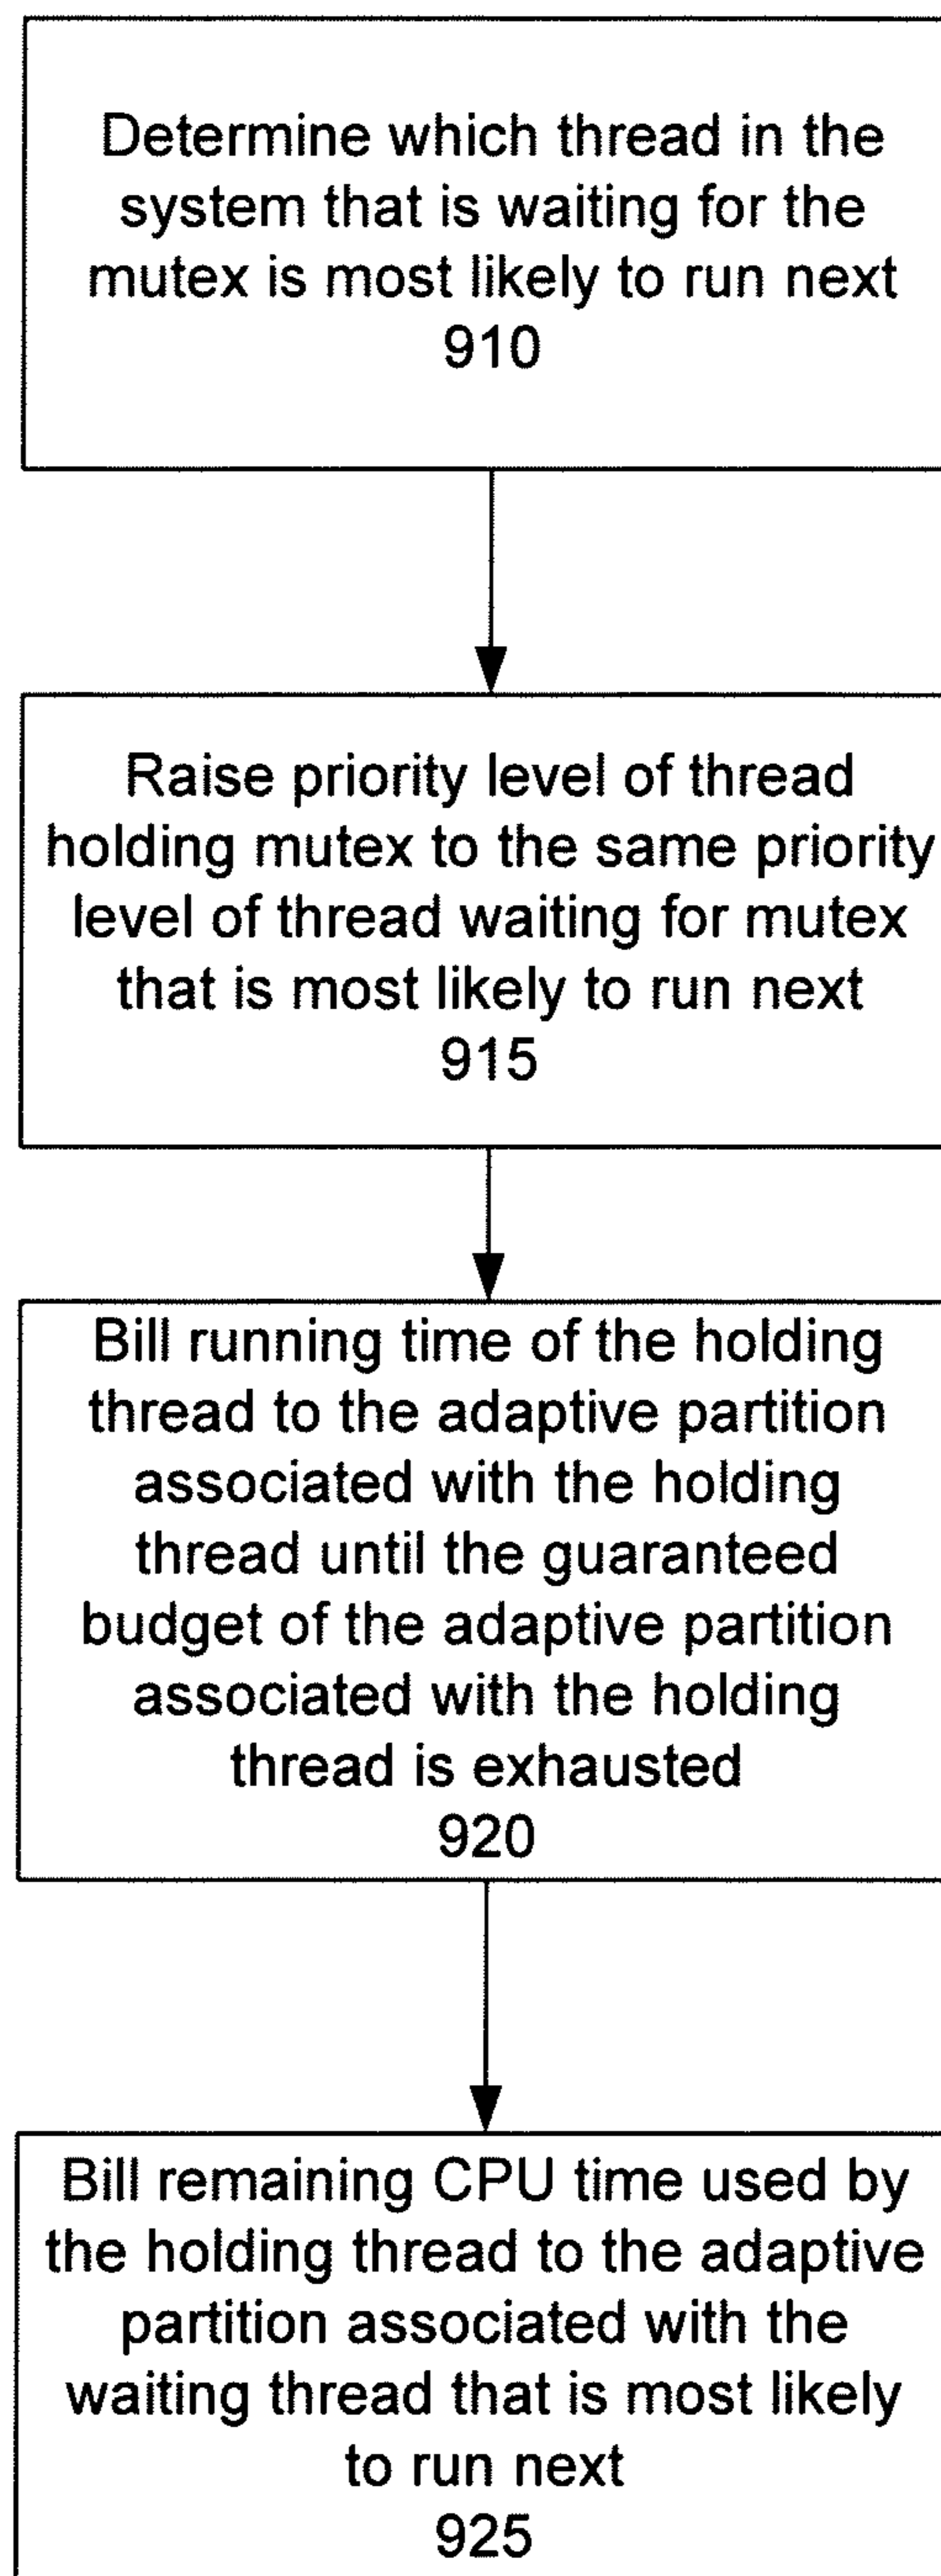 Determine which thread in the
system that is waiting for the
mutex is most likely to run next
910
Raise priority level of thread
holding mutex to the same priority
level of thread waiting for mutex
that is most likely to run next
915
Bill running time of the holding
thread to the adaptive partition
associated with the holding
thread until the guaranteed
budget of the adaptive partition
associated with the holding
thread is exhausted
920
Bill remaining CPU time used by
the holding thread to the adaptive
partition associated with the
waiting thread that is most likely
to run next
925